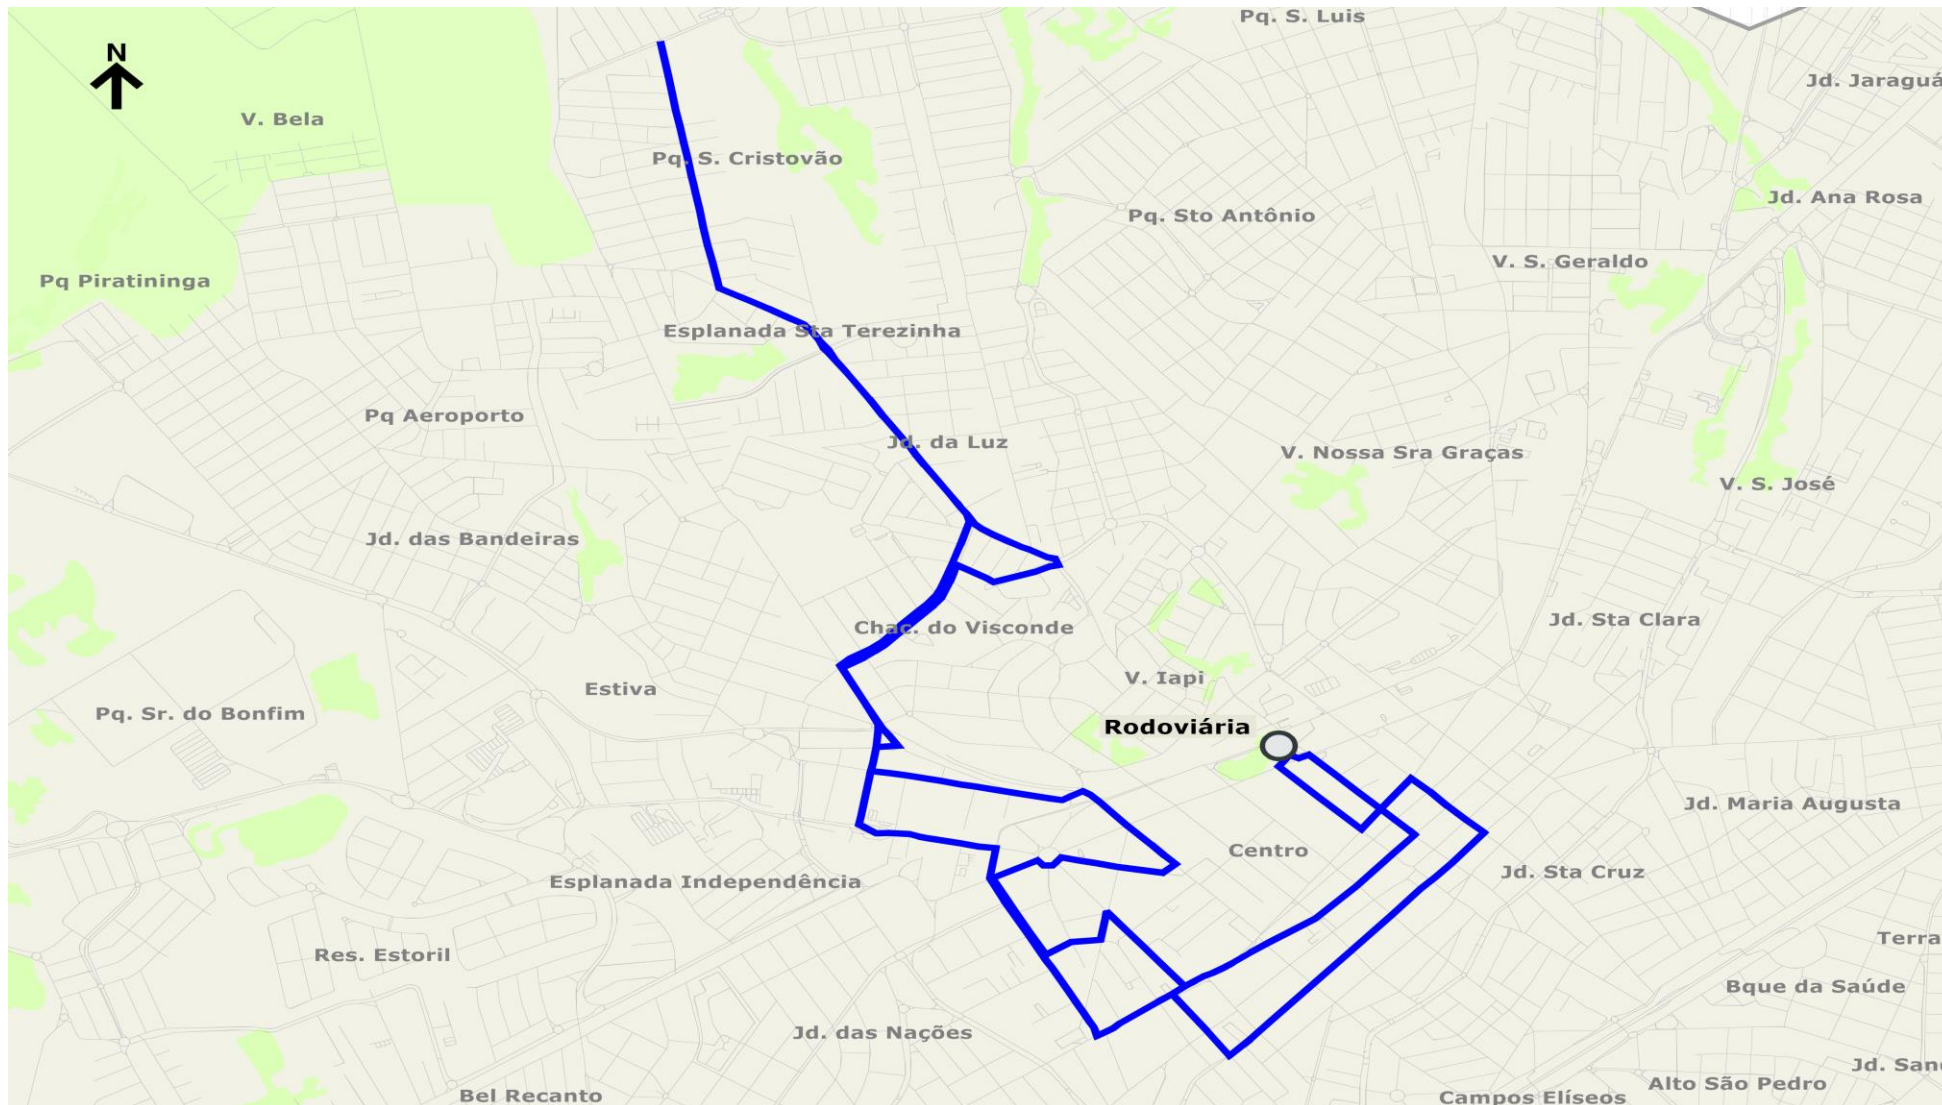 Pq. S. Luis
N
Jd. Jaraguá
V. Bela
Pq. S. Cristovão
Jd. Ana Rosa
Pq. Sto Antônio
V. S. Geraldo
Pq Piratininga
Esplanada Sta Terezinha
Pq Aeroporto
Jd. da Luz
V. Nossa Sra Graças
V. S. José
Jd. das Bandeiras
Jd. Sta Clara
Chac. do Visconde
V. Iapi
Estiva
Pq. Sr. do Bonfim
Rodoviária
Jd. Maria Augusta
Centro
Jd. Sta Cruz
Esplanada Independência
Terra
Res. Estoril
Bque da Saúde
Jd. das Nações
Jd. San
Alto São Pedro
Bel Recanto
Campos Elíseos